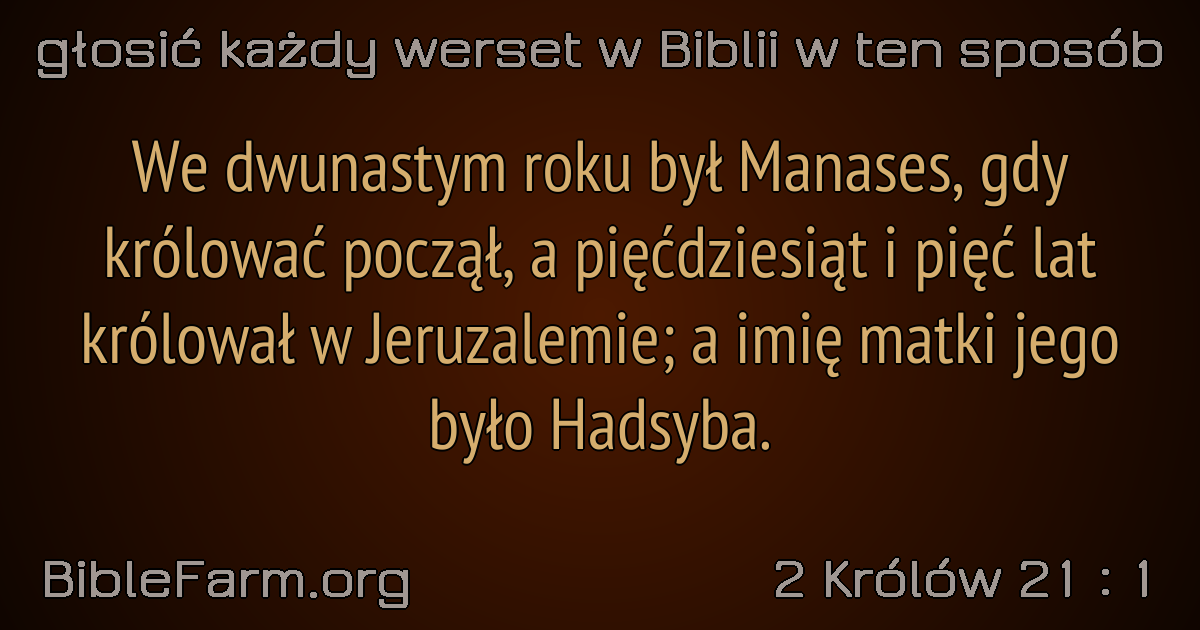 głosić każdy werset w Biblii w ten sposób
We dwunastym roku był Manases, gdy
królować począł, a pięćdziesiąt i pięć lat
królował w Jeruzalemie; a imię matki jego
było Hadsyba.
BibleFarm.org
2 Królów 21 : 1